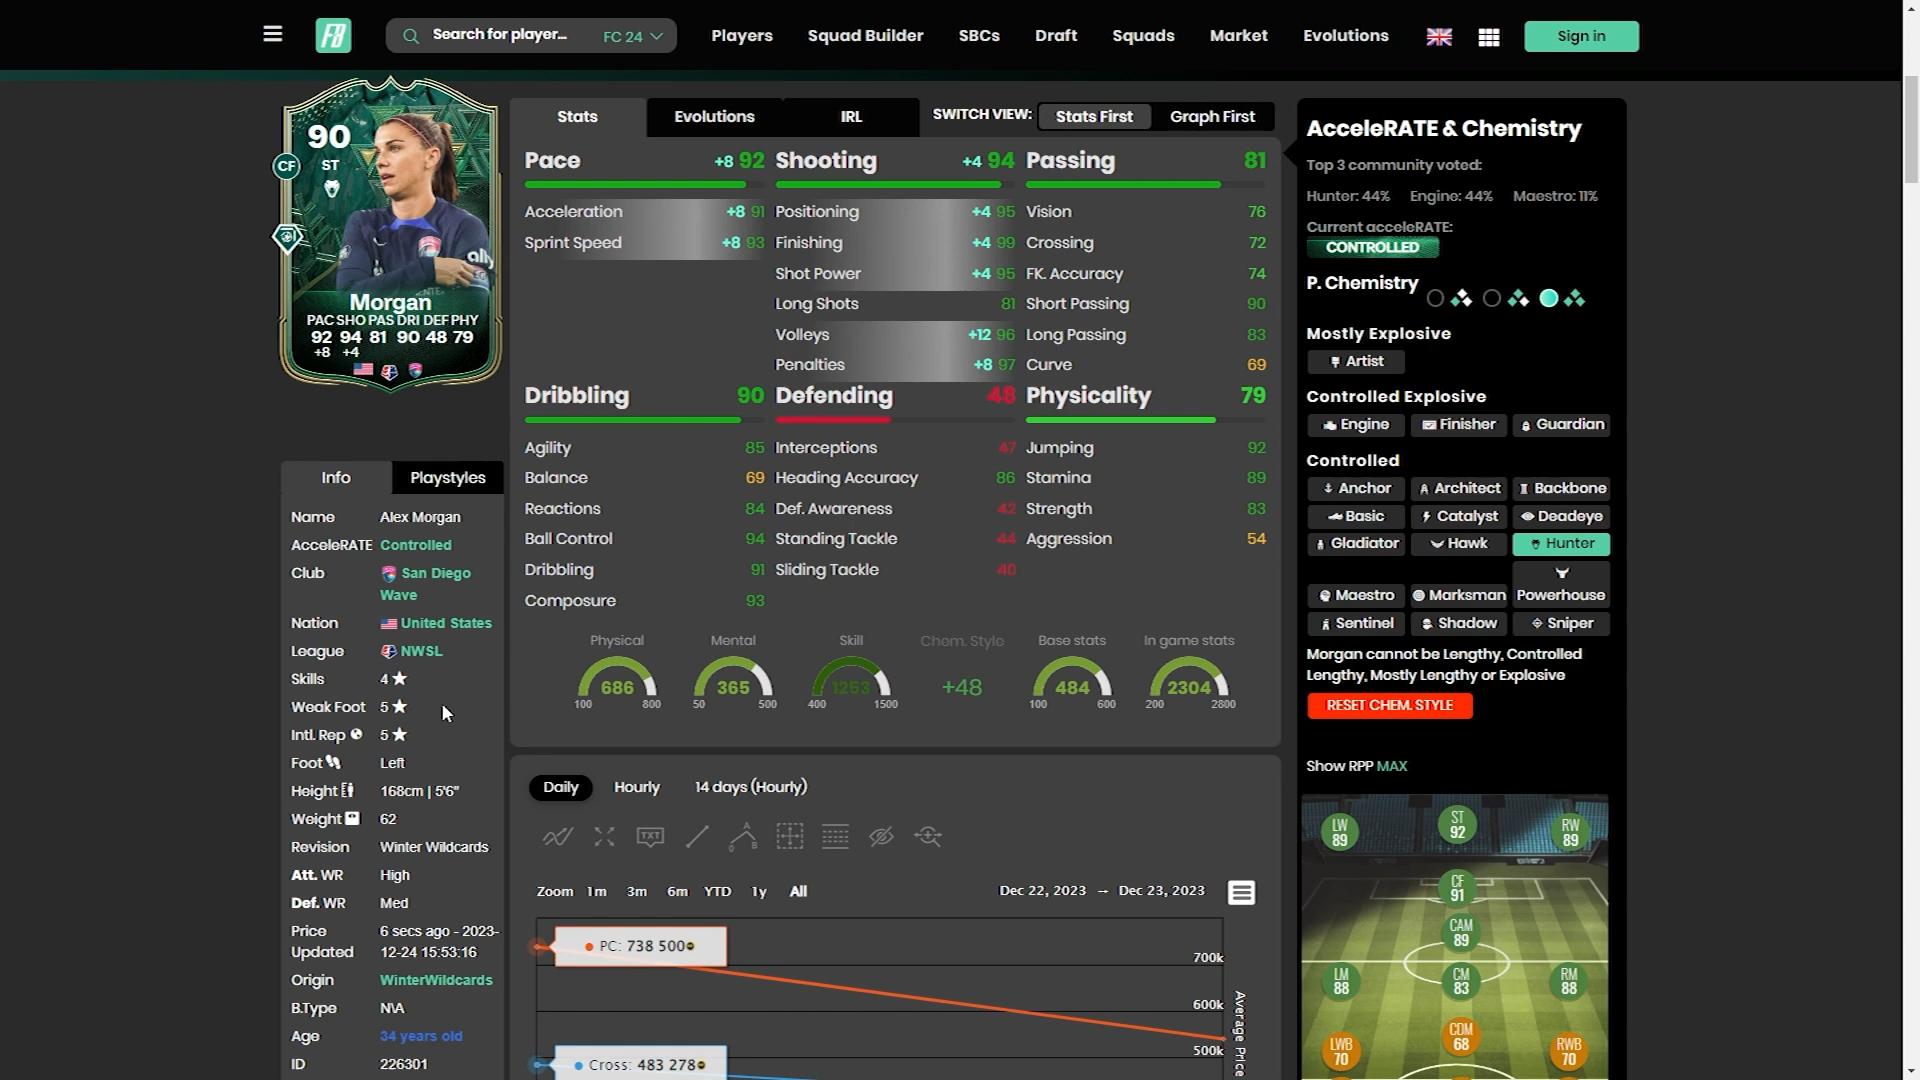 F8 Search for player... FC 24 Players Squad Builder SBCs Draft Squads Market Evolutions Sign in
90
ST
CF
ally
Morgan
PAC SHO PAS DRI DEF PHY
92 94 81 90 48 79
+8 +4
Info Playstyles
Name Alex Morgan
AcceleRATE Controlled
Club San Diego Wave
Nation United States
League NWSL
Skills 4
Weak Foot 5
Intl. Rep 5
Foot Left
Height 168cm | 5'6"
Weight 62
Revision Winter Wildcards
Att. WR High
Def. WR Med
Price Updated 6 secs ago - 2023-12-24 15:53:16
Origin WinterWildcards
B.Type N\A
Age 34 years old
ID 226301
Stats Evolutions IRL SWITCH VIEW: Stats First Graph First
Pace +8 92 Shooting +4 94 Passing 81
Acceleration +8 91 Positioning +4 95 Vision 76
Sprint Speed +8 93 Finishing +4 99 Crossing 72
Shot Power +4 95 FK. Accuracy 74
Long Shots 81 Short Passing 90
Volleys +12 96 Long Passing 83
Penalties +8 97 Curve 69
Dribbling 90 Defending 48 Physicality 79
Agility 85 Interceptions 47 Jumping 92
Balance 69 Heading Accuracy 86 Stamina 89
Reactions 84 Def. Awareness 42 Strength 83
Ball Control 94 Standing Tackle 44 Aggression 54
Dribbling 91 Sliding Tackle 40
Composure 93
Physical Mental Skill Chem. Style Base stats In game stats
686 365 1253 +48 484 2304
100 800 50 500 400 1500 100 600 200 2800
Daily Hourly 14 days (Hourly)
TXT A 0 B
Zoom 1m 3m 6m YTD 1y All Dec 22, 2023 → Dec 23, 2023
PC: 738 500
700k
600k
500k
Cross: 483 278
Average Price
AcceleRATE & Chemistry
Top 3 community voted:
Hunter: 44% Engine: 44% Maestro: 11%
Current acceleRATE:
CONTROLLED
P. Chemistry
Mostly Explosive
Artist
Controlled Explosive
Engine Finisher Guardian
Controlled
Anchor Architect Backbone
Basic Catalyst Deadeye
Gladiator Hawk Hunter
Maestro Marksman Powerhouse
Sentinel Shadow Sniper
Morgan cannot be Lengthy, Controlled
Lengthy, Mostly Lengthy or Explosive
RESET CHEM. STYLE
Show RPP MAX
LW 89 ST 92 RW 89
CF 91
CAM 89
LM 88 CM 83 RM 88
CDM 68
LWB 70 RWB 70